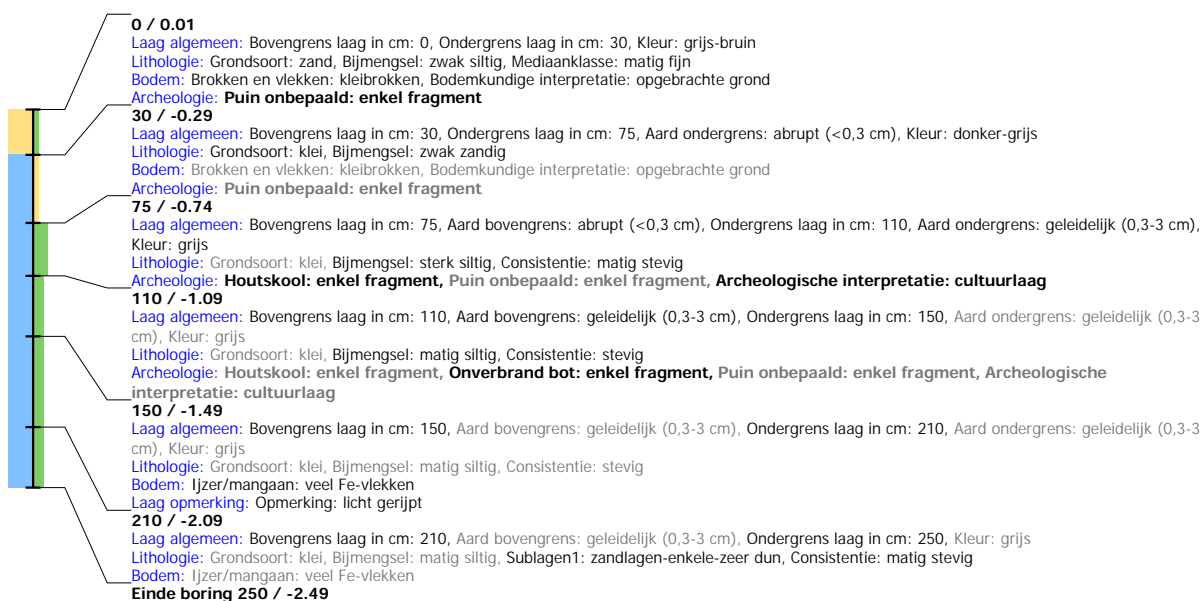 0 / 0.01
Laag algemeen: Bovengrens laag in cm: 0, Ondergrens laag in cm: 30, Kleur: grijs-bruin
Lithologie: Grondsoort: zand, Bijmengsel: zwak siltig, Mediaanklasse: matig fijn
Bodem: Brokken en vlekken: kleibrokken, Bodemkundige interpretatie: opgebrachte grond
Archeologie: Puin onbepaald: enkel fragment
30 / -0.29
Laag algemeen: Bovengrens laag in cm: 30, Ondergrens laag in cm: 75, Aard ondergrens: abrupt (<0,3 cm), Kleur: donker-grijs
Lithologie: Grondsoort: klei, Bijmengsel: zwak zandig
Bodem: Brokken en vlekken: kleibrokken, Bodemkundige interpretatie: opgebrachte grond
Archeologie: Puin onbepaald: enkel fragment
75 / -0.74
Laag algemeen: Bovengrens laag in cm: 75, Aard bovengrens: abrupt (<0,3 cm), Ondergrens laag in cm: 110, Aard ondergrens: geleidelijk (0,3-3 cm),
Kleur: grijs
Lithologie: Grondsoort: klei, Bijmengsel: sterk siltig, Consistentie: matig stevig
Archeologie: Houtskool: enkel fragment, Puin onbepaald: enkel fragment, Archeologische interpretatie: cultuurlaag
110 / -1.09
Laag algemeen: Bovengrens laag in cm: 110, Aard bovengrens: geleidelijk (0,3-3 cm), Ondergrens laag in cm: 150, Aard ondergrens: geleidelijk (0,3-3
cm), Kleur: grijs
Lithologie: Grondsoort: klei, Bijmengsel: matig siltig, Consistentie: stevig
Archeologie: Houtskool: enkel fragment, Onverbrand bot: enkel fragment, Puin onbepaald: enkel fragment, Archeologische
interpretatie: cultuurlaag
150 / -1.49
Laag algemeen: Bovengrens laag in cm: 150, Aard bovengrens: geleidelijk (0,3-3 cm), Ondergrens laag in cm: 210, Aard ondergrens: geleidelijk (0,3-3
cm), Kleur: grijs
Lithologie: Grondsoort: klei, Bijmengsel: matig siltig, Consistentie: stevig
Bodem: Ijzer/mangaan: veel Fe-vlekken
Laag opmerking: Opmerking: licht gerijpt
210 / -2.09
Laag algemeen: Bovengrens laag in cm: 210, Aard bovengrens: geleidelijk (0,3-3 cm), Ondergrens laag in cm: 250, Kleur: grijs
Lithologie: Grondsoort: klei, Bijmengsel: matig siltig, Sublagen1: zandlagen-enkele-zeer dun, Consistentie: matig stevig
Bodem: Ijzer/mangaan: veel Fe-vlekken
Einde boring 250 / -2.49